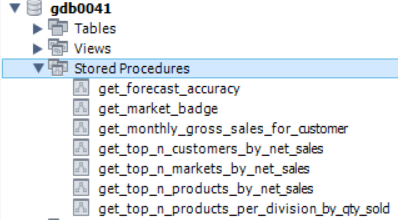 gdb0041
Tables
Views
Stored Procedures
get_forecast_accuracy
get_market_badge
get_monthly_gross_sales_for_customer
get_top_n_customers_by_net_sales
get_top_n_markets_by_net_sales
get_top_n_products_by_net_sales
get_top_n_products_per_division_by_qty_sold